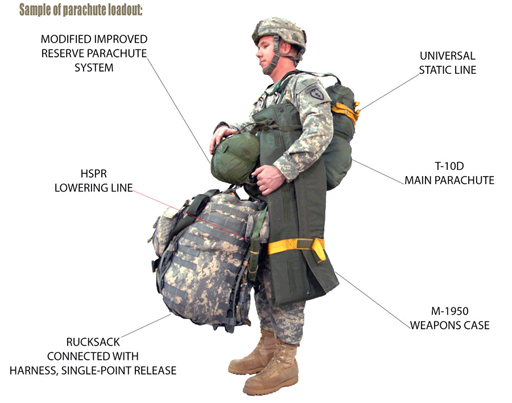 Sample of parachute loadout:
MODIFIED IMPROVED
RESERVE PARACHUTE
SYSTEM
UNIVERSAL
STATIC LINE
HSPR
LOWERING LINE
T-10D
MAIN PARACHUTE
M-1950
WEAPONS CASE
RUCKSACK
CONNECTED WITH
HARNESS, SINGLE-POINT RELEASE